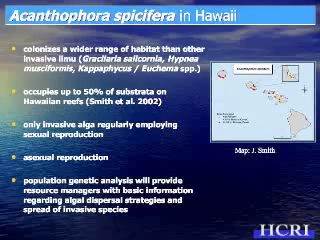 Acanthophora spicifera in Hawaii
• colonizes a wider range of habitat than other
invasive limu (Gracilaria salicornia, Hypnea
musciformis, Kappaphycus / Euchema spp.)
• occupies up to 50% of substrata on
Hawaiian reefs (Smith et al. 2002)
• only invasive alga regularly employing
sexual reproduction
• asexual reproduction
• population genetic analysis will provide
resource managers with basic information
regarding algal dispersal strategies and
spread of invasive species
Map: J. Smith
HCRI